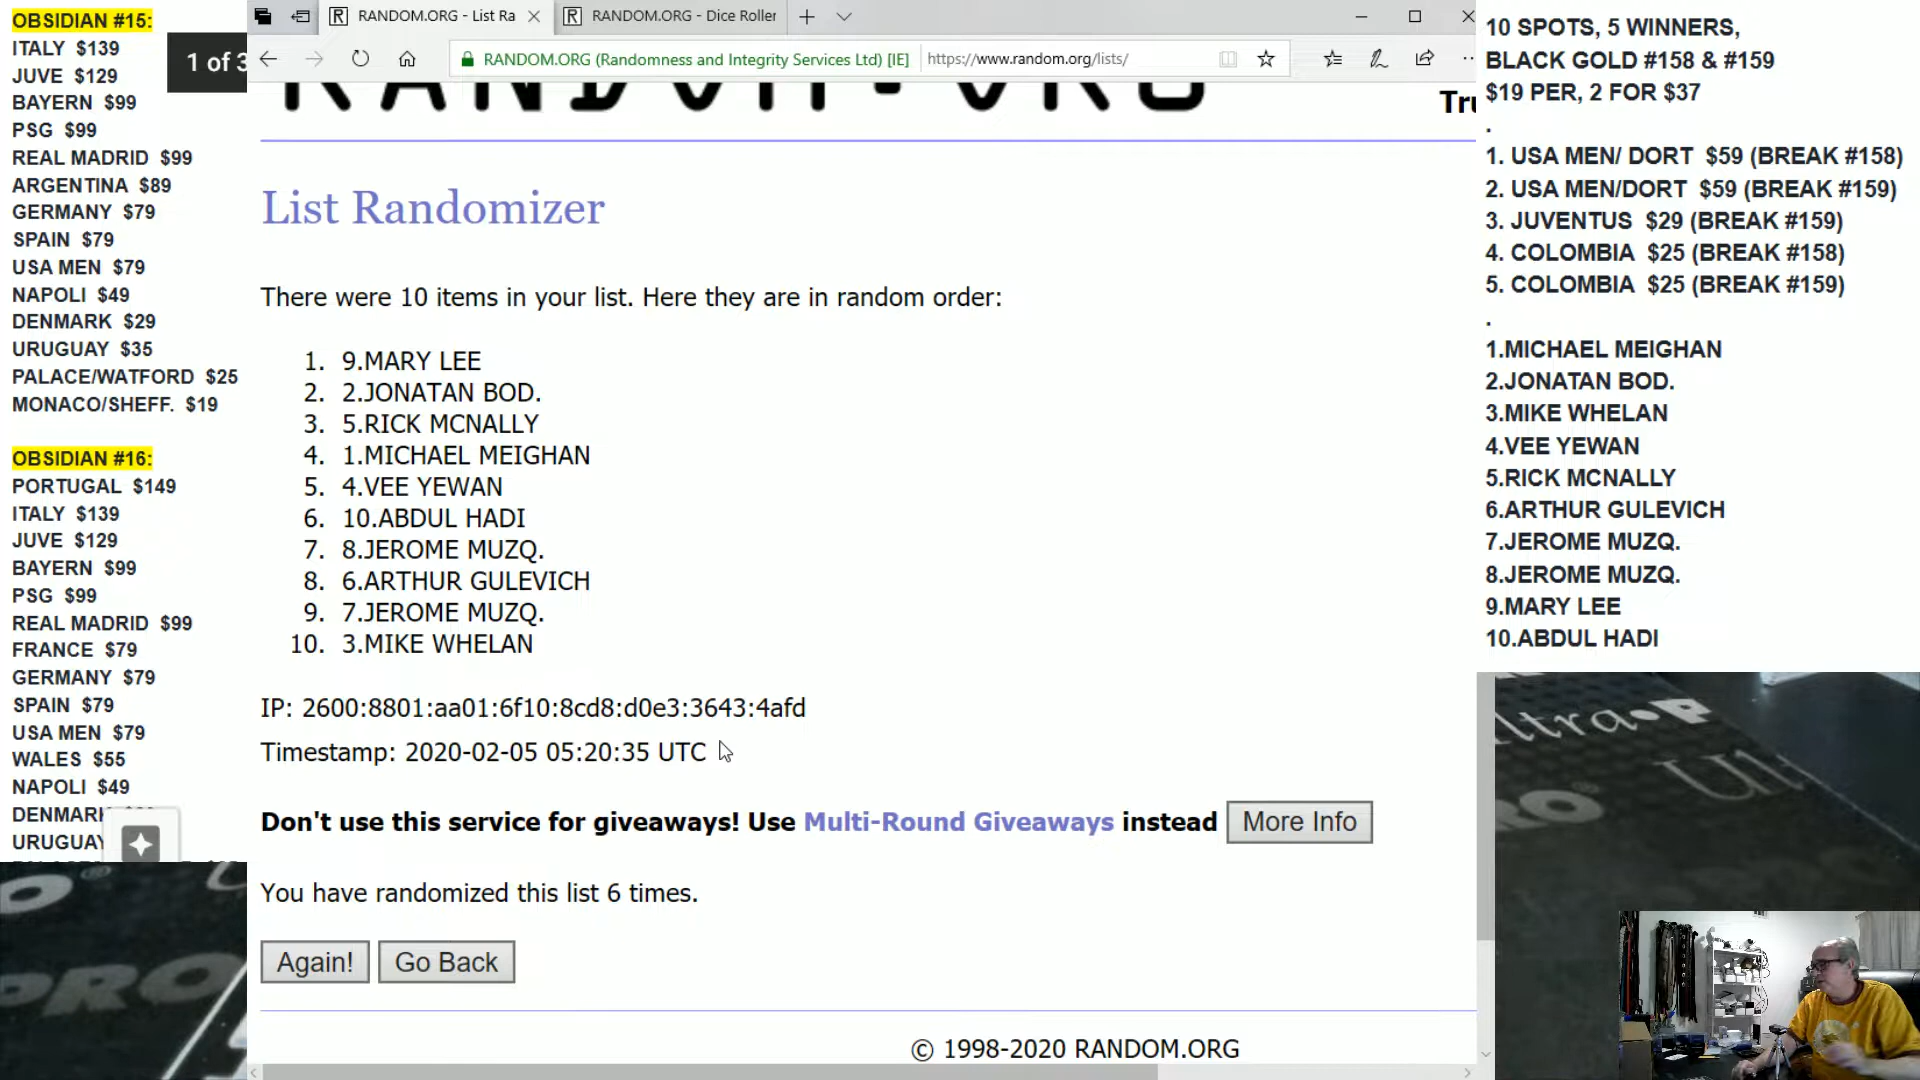 OBSIDIAN #15:
ITALY $139
JUVE $129
BAYERN $99
PSG $99
REAL MADRID $99
ARGENTINA $89
GERMANY $79
SPAIN $79
USA MEN $79
NAPOLI $49
DENMARK $29
URUGUAY $35
PALACE/WATFORD $25
MONACO/SHEFF. $19
OBSIDIAN #16:
PORTUGAL $149
ITALY $139
JUVE $129
BAYERN $99
PSG $99
REAL MADRID $99
FRANCE $79
GERMANY $79
SPAIN $79
USA MEN $79
WALES $55
NAPOLI $49
DENMARK
URUGUAY
1 of 3
RANDOM.ORG - List Ra
RANDOM.ORG - Dice Roller
RANDOM.ORG (Randomness and Integrity Services Ltd) [IE]
https://www.random.org/lists/
RANDOM.ORG
Tru
List Randomizer
There were 10 items in your list. Here they are in random order:
1. 9.MARY LEE
2. 2.JONATAN BOD.
3. 5.RICK MCNALLY
4. 1.MICHAEL MEIGHAN
5. 4.VEE YEWAN
6. 10.ABDUL HADI
7. 8.JEROME MUZQ.
8. 6.ARTHUR GULEVICH
9. 7.JEROME MUZQ.
10. 3.MIKE WHELAN
IP: 2600:8801:aa01:6f10:8cd8:d0e3:3643:4afd
Timestamp: 2020-02-05 05:20:35 UTC
Don't use this service for giveaways! Use Multi-Round Giveaways instead More Info
You have randomized this list 6 times.
Again! Go Back
© 1998-2020 RANDOM.ORG
10 SPOTS, 5 WINNERS,
BLACK GOLD #158 & #159
$19 PER, 2 FOR $37
.
1. USA MEN/ DORT $59 (BREAK #158)
2. USA MEN/DORT $59 (BREAK #159)
3. JUVENTUS $29 (BREAK #159)
4. COLOMBIA $25 (BREAK #158)
5. COLOMBIA $25 (BREAK #159)
.
1.MICHAEL MEIGHAN
2.JONATAN BOD.
3.MIKE WHELAN
4.VEE YEWAN
5.RICK MCNALLY
6.ARTHUR GULEVICH
7.JEROME MUZQ.
8.JEROME MUZQ.
9.MARY LEE
10.ABDUL HADI
ltra•P
PRO